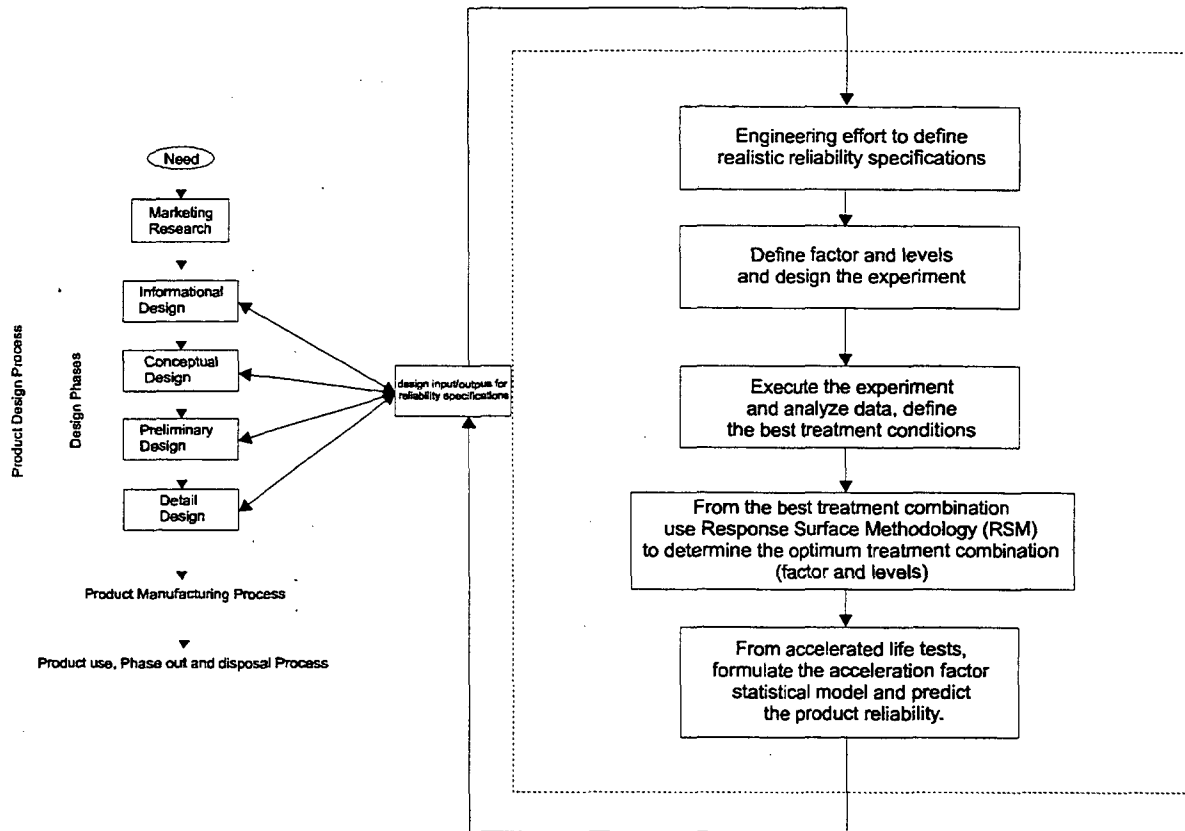 Need
Marketing
Research
Informational
Design
Conceptual
Design
Preliminary
Design
Detail
Design
Product Manufacturing Process
Product use, Phase out and disposal Process
Product Design Process
Design Phases
design input/outpus for
reliability specifications
Engineering effort to define
realistic reliability specifications
Define factor and levels
and design the experiment
Execute the experiment
and analyze data, define
the best treatment conditions
From the best treatment combination
use Response Surface Methodology (RSM)
to determine the optimum treatment combination
(factor and levels)
From accelerated life tests,
formulate the acceleration factor
statistical model and predict
the product reliability.